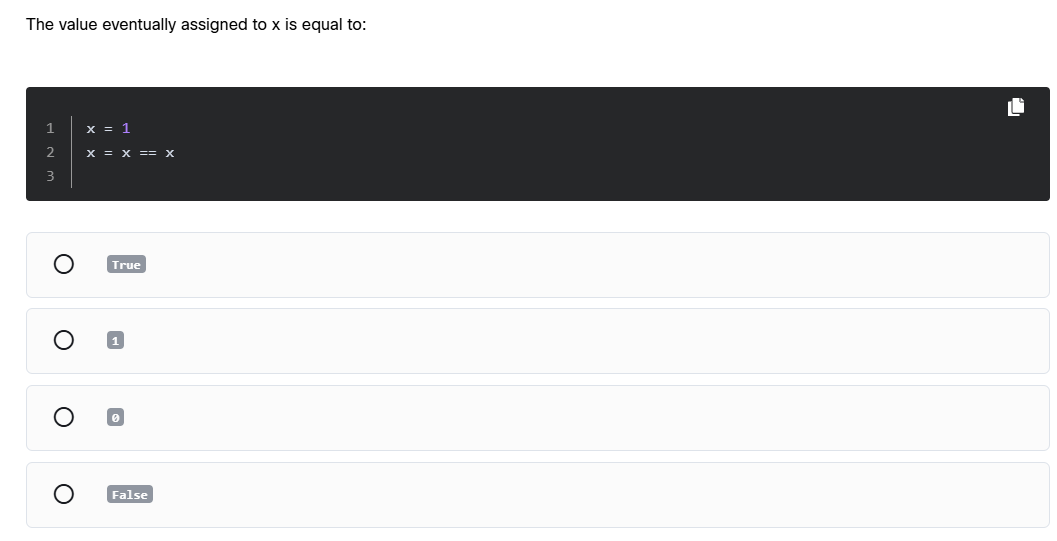 The value eventually assigned to x is equal to:
1 x = 1
2 x = x == x
3
True
1
0
False